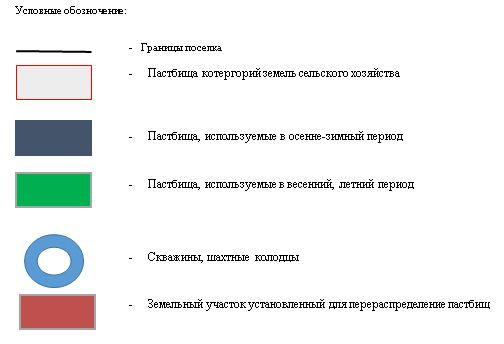 Условные обозначение:
- Границы поселка
- Пастбища котергорий земель сельского хозяйства
- Пастбища, используемые в осенне-зимный период
- Пастбища, используемые в весенний, летний период
- Скважины, шахтные колодцы
- Земельный участок установленный для перераспределение пастбищ